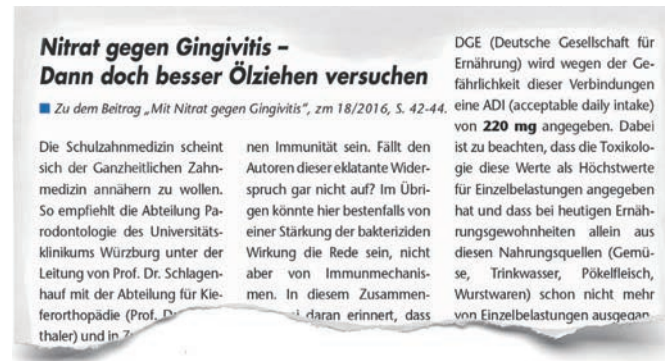 Nitrat gegen Gingivitis –
Dann doch besser Ölziehen versuchen
Zu dem Beitrag „Mit Nitrat gegen Gingivitis“, zm 18/2016, S. 42-44.
Die Schulzahnmedizin scheint
sich der Ganzheitlichen Zahn-
medizin annähern zu wollen.
So empfiehlt die Abteilung Pa-
rodontologie des Universitäts-
klinikums Würzburg unter der
Leitung von Prof. Dr. Schlagen-
hauf mit der Abteilung für Kie-
ferorthopädie (Prof.
thaler) und in
nen Immunität sein. Fällt den
Autoren dieser eklatante Wider-
spruch gar nicht auf? Im Übri-
gen könnte hier bestenfalls von
einer Stärkung der bakteriziden
Wirkung die Rede sein, nicht
aber von Immunmechanis-
men. In diesem Zusammen-
daran erinnert, dass
DGE (Deutsche Gesellschaft für
Ernährung) wird wegen der Ge-
fährlichkeit dieser Verbindungen
eine ADI (acceptable daily intake)
von 220 mg angegeben. Dabei
ist zu beachten, dass die Toxikolo-
gie diese Werte als Höchstwerte
für Einzelbelastungen angegeben
hat und dass bei heutigen Ernäh-
rungsgewohnheiten allein aus
diesen Nahrungsquellen (Gemü-
se, Trinkwasser, Pökelfleisch,
Wurstwaren) schon nicht mehr
von Einzelbelastungen ausgegan